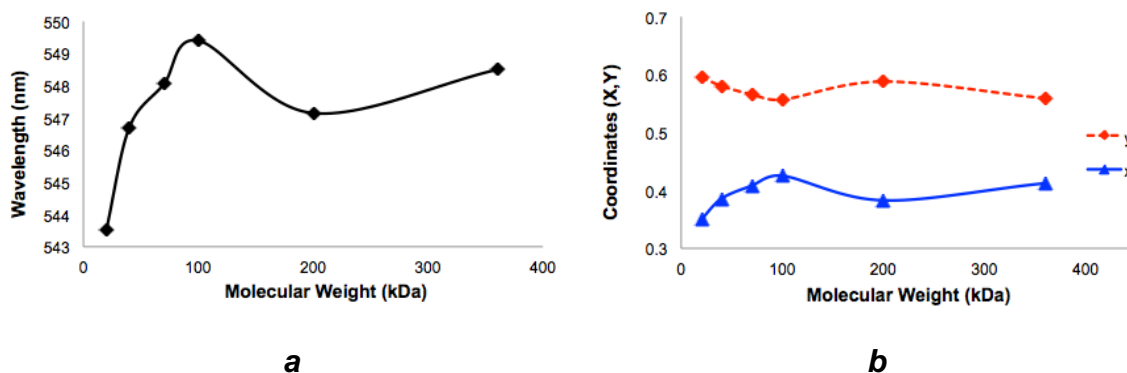 550
549
548
547
546
545
544
543
Wavelength (nm)
0
100
200
300
400
Molecular Weight (kDa)
a
0.7
0.6
0.5
0.4
0.3
Coordinates (X,Y)
y
x
0
100
200
300
400
Molecular Weight (kDa)
b